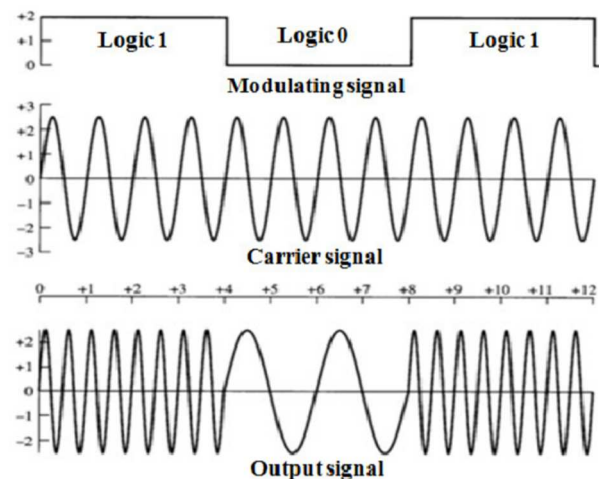 +2
Logic 1 Logic 0 Logic 1
0
Modulating signal
+3
+2
+1
0
−1
−2
−3
Carrier signal
0 +1 +2 +3 +4 +5 +6 +7 +8 +9 +10 +11 +12
+2
+1
0
−1
−2
Output signal